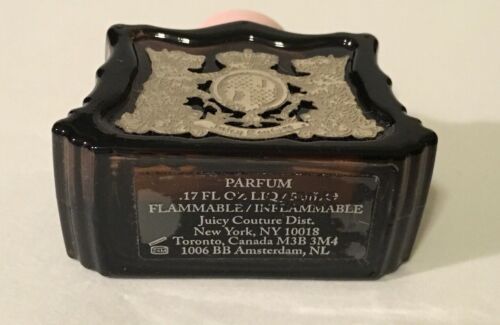 PARFUM
.17 FL OZ LIQ/
FLAMMABLE/INFLAMMABLE
Juicy Couture Dist.
New York, NY 10018
Toronto, Canada M3B 3M4
1006 BB Amsterdam, NL